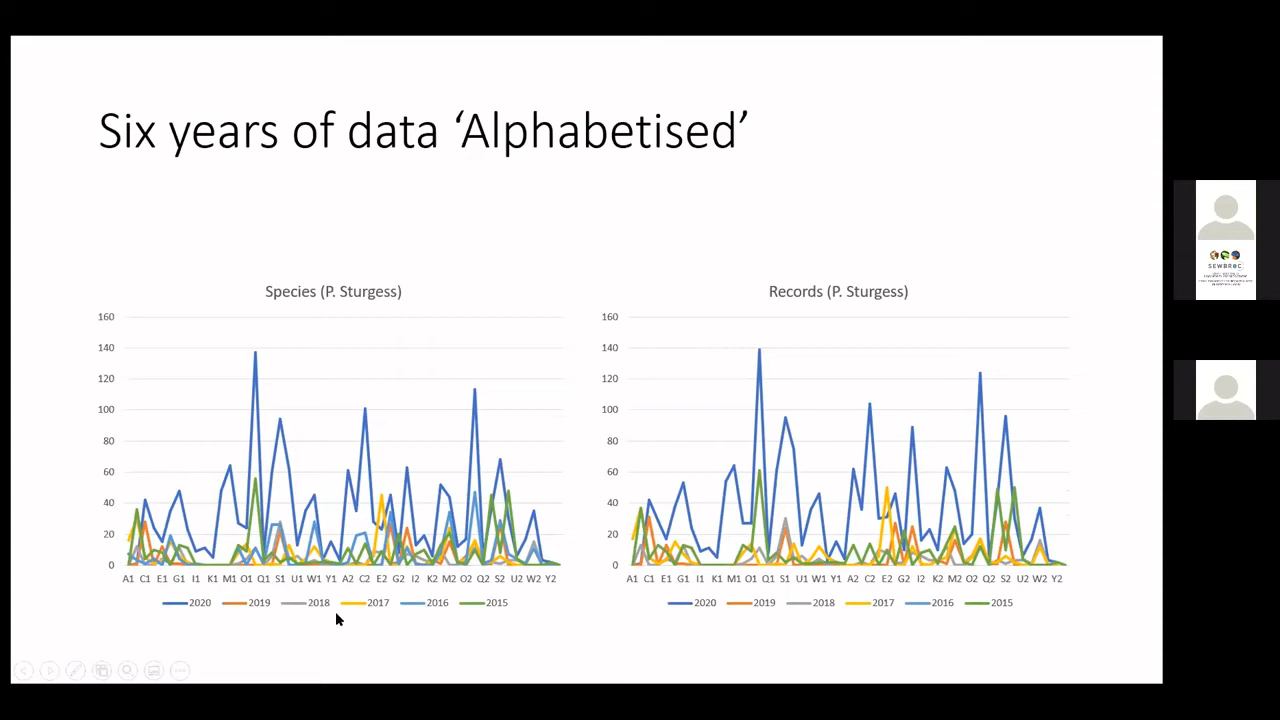 Six years of data ‘Alphabetised’
Species (P. Sturgess)
160
140
120
100
80
60
40
20
0
A1 C1 E1 G1 I1 K1 M1 O1 Q1 S1 U1 W1 Y1 A2 C2 E2 G2 I2 K2 M2 O2 Q2 S2 U2 W2 Y2
2020 2019 2018 2017 2016 2015
Records (P. Sturgess)
160
140
120
100
80
60
40
20
0
A1 C1 E1 G1 I1 K1 M1 O1 Q1 S1 U1 W1 Y1 A2 C2 E2 G2 I2 K2 M2 O2 Q2 S2 U2 W2 Y2
2020 2019 2018 2017 2016 2015
SEWBReC